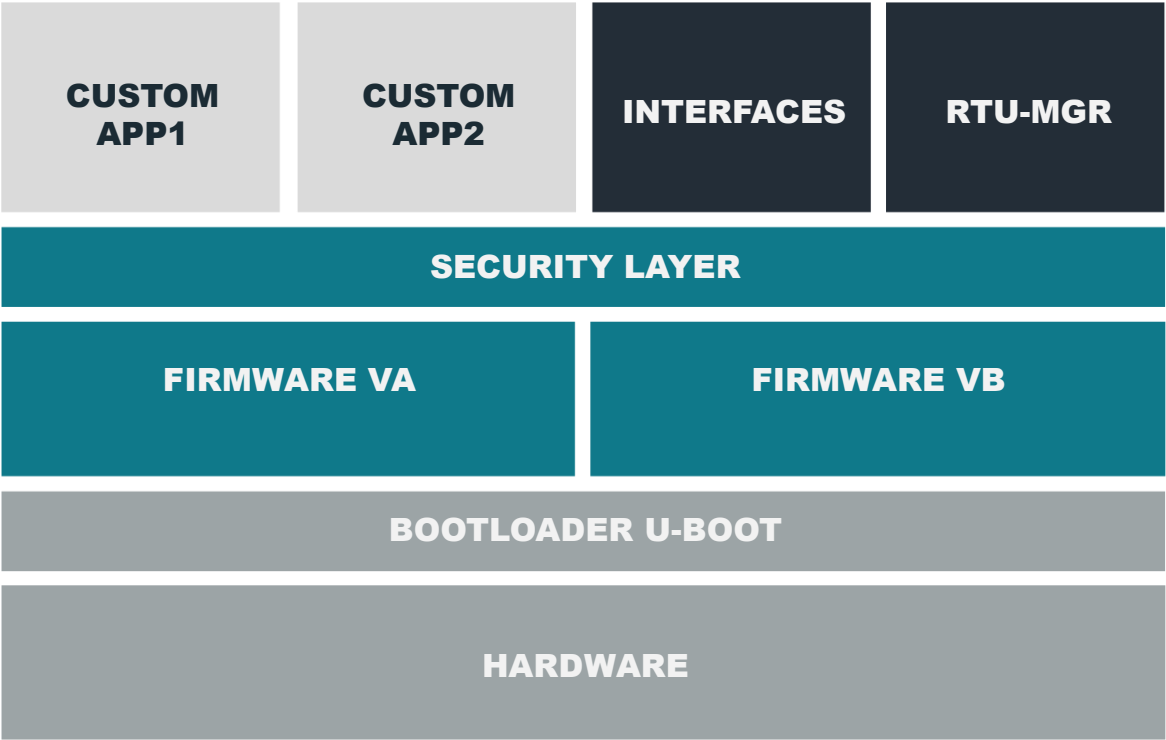 CUSTOM
APP1
CUSTOM
APP2
INTERFACES
RTU-MGR
SECURITY LAYER
FIRMWARE VA
FIRMWARE VB
BOOTLOADER U-BOOT
HARDWARE